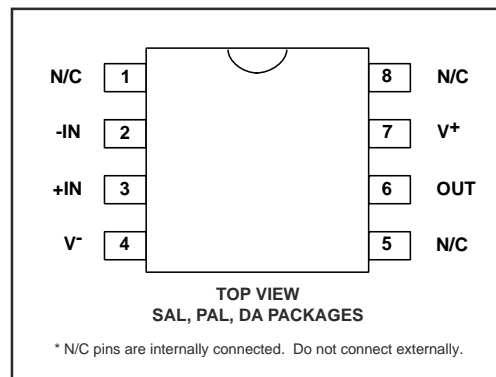 N/C 1 8 N/C
-IN 2 7 V+
+IN 3 6 OUT
V- 4 5 N/C
TOP VIEW
SAL, PAL, DA PACKAGES
* N/C pins are internally connected. Do not connect externally.